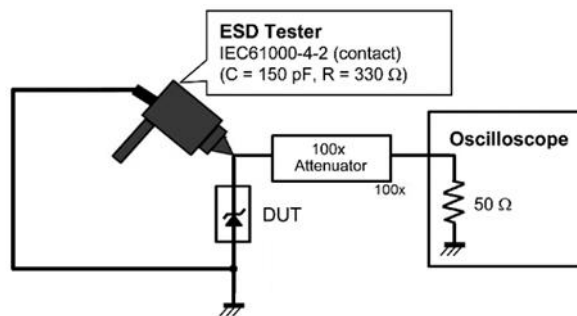 ESD Tester
IEC61000-4-2 (contact)
(C = 150 pF, R = 330 Ω)
100x
Attenuator
100x
Oscilloscope
50 Ω
DUT